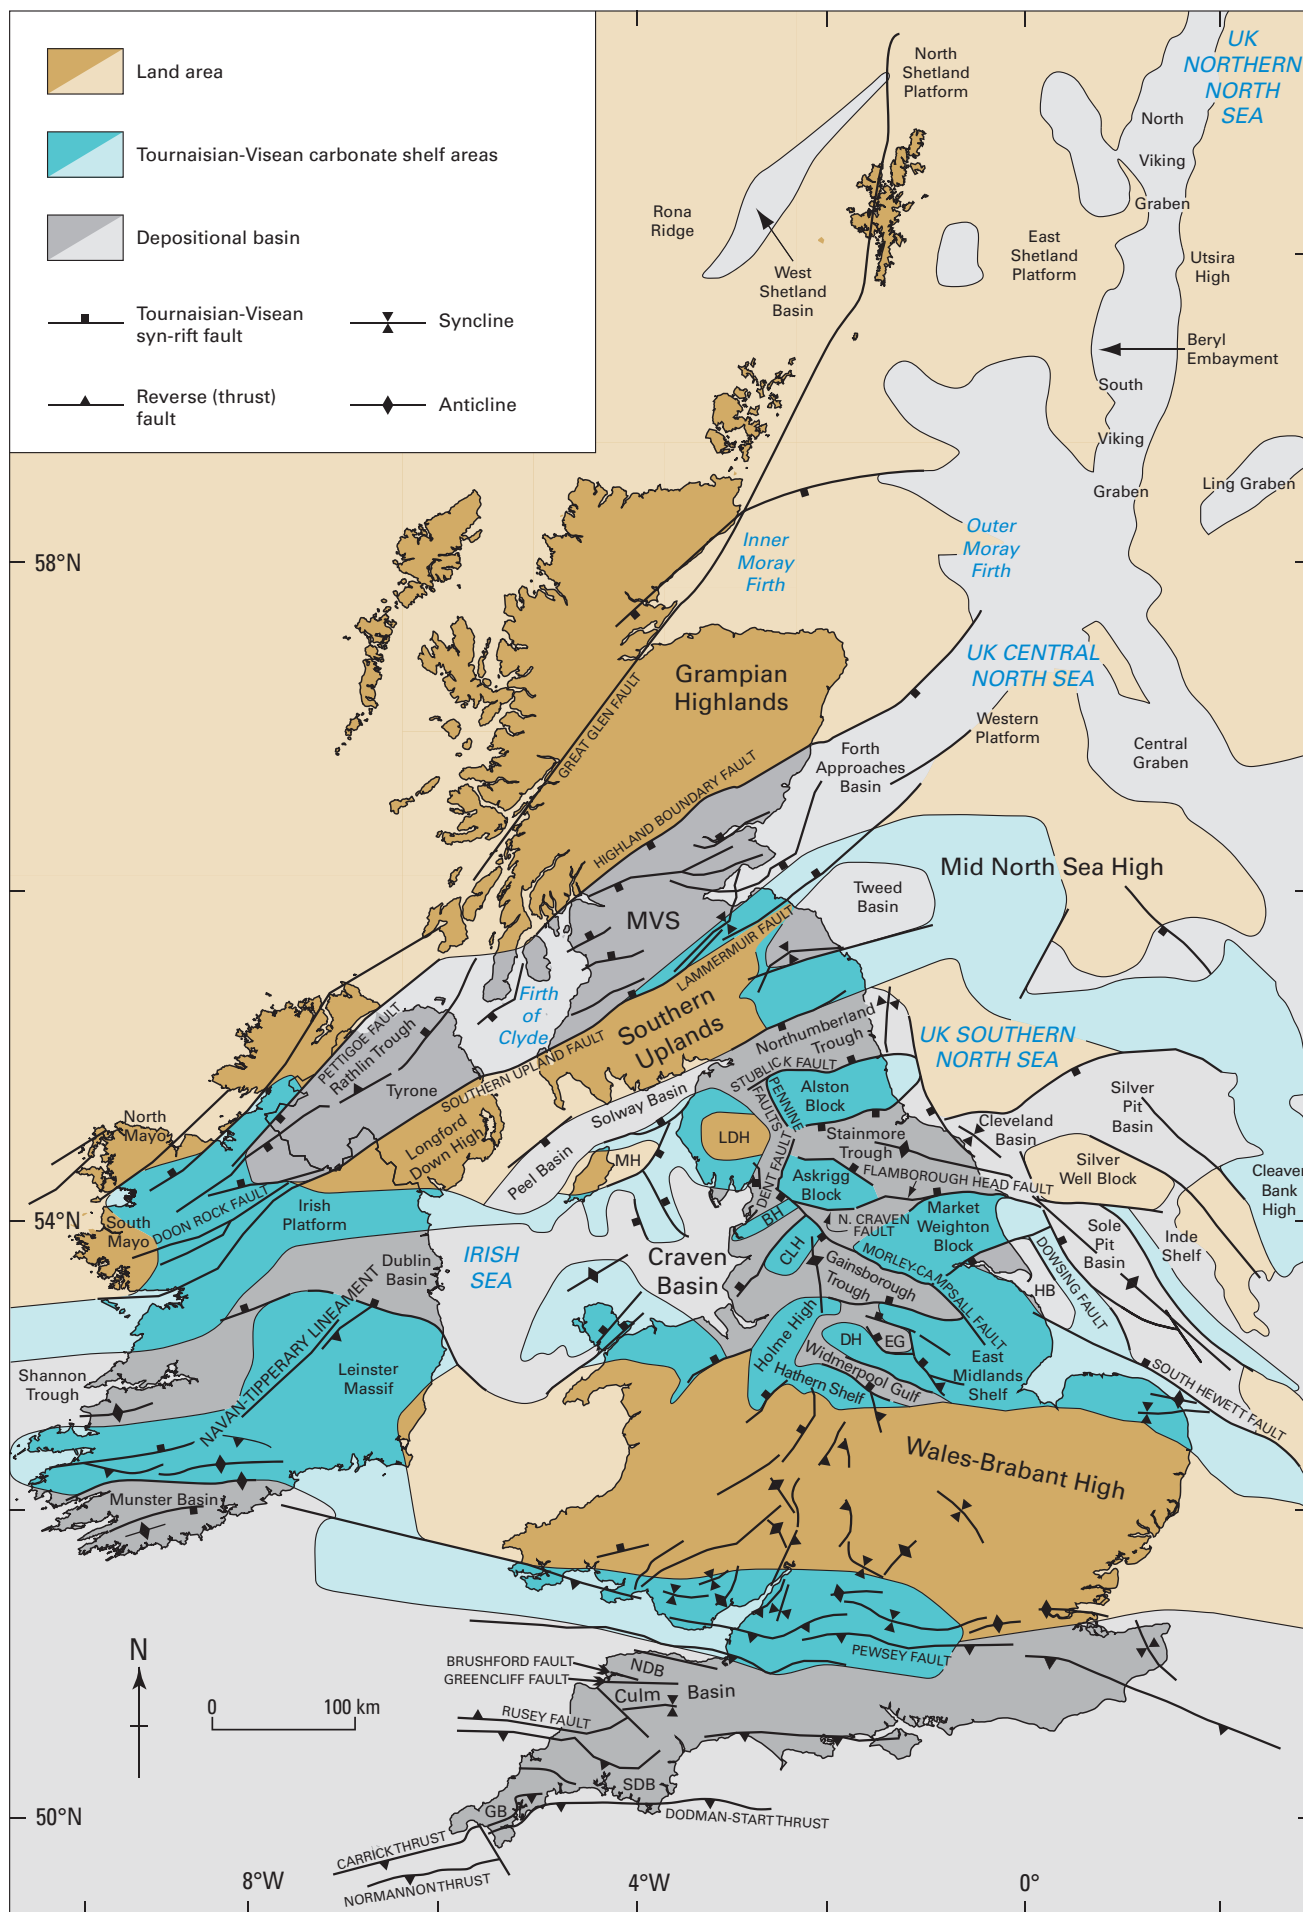 Land area
Tournaisian-Visean carbonate shelf areas
Depositional basin
Tournaisian-Visean
syn-rift fault
Syncline
Reverse (thrust)
fault
Anticline
North
Shetland
Platform
UK
NORTHERN
NORTH
SEA
North
Viking
Graben
Rona
Ridge
West
Shetland
Basin
East
Shetland
Platform
Utsira
High
Beryl
Embayment
South
Viking
Graben
Ling Graben
58°N
Inner
Moray
Firth
Outer
Moray
Firth
UK CENTRAL
NORTH SEA
Grampian
Highlands
GREAT GLEN FAULT
Western
Platform
Forth
Approaches
Basin
Central
Graben
HIGHLAND BOUNDARY FAULT
Mid North Sea High
Tweed
Basin
MVS
LAMMERMUIR FAULT
Firth
of
Clyde
Southern
Uplands
SOUTHERN UPLAND FAULT
PETTIGOE FAULT
Rathlin Trough
Tyrone
Northumberland
Trough
STUBLICK FAULT
UK SOUTHERN
NORTH SEA
North
Mayo
Longford
Down High
Solway Basin
Peel Basin
PENNINE
FAULTS
Alston
Block
Silver
Pit
Basin
Cleveland
Basin
LDH
MH
Stainmore
Trough
DENT FAULT
Askrigg
Block
FLAMBOROUGH HEAD FAULT
Silver
Well Block
Cleaver
Bank
High
South
Mayo
DOON ROCK FAULT
Irish
Platform
BH
N. CRAVEN
FAULT
Market
Weighton
Block
Sole
Pit
Basin
Inde
Shelf
Dublin
Basin
IRISH
SEA
Craven
Basin
CLH
Gainsborough
Trough
MORLEY-CAMPSALL FAULT
DOWSING FAULT
HB
NAVAN-TIPPERARY LINEAMENT
Holme High
DH
EG
Shannon
Trough
Leinster
Massif
Widmerpool Gulf
Hathern Shelf
East
Midlands
Shelf
SOUTH HEWETT FAULT
Wales-Brabant High
Munster Basin
PEWSEY FAULT
N
0
100 km
BRUSHFORD FAULT
GREENCLIFF FAULT
NDB
Culm Basin
RUSEY FAULT
SDB
GB
50°N
DODMAN-START THRUST
CARRICK THRUST
NORMANNON THRUST
54°N
8°W
4°W
0°